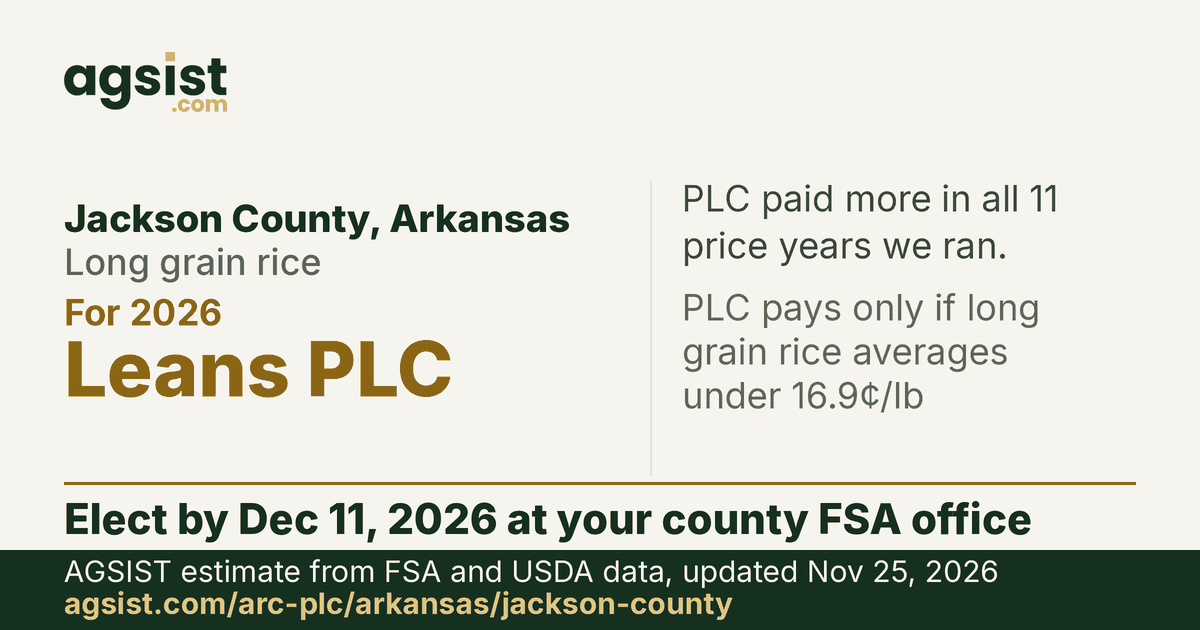 agsist
.com
Jackson County, Arkansas
Long grain rice
For 2026
Leans PLC
PLC paid more in all 11
price years we ran.
PLC pays only if long
grain rice averages
under 16.9¢/lb
Elect by Dec 11, 2026 at your county FSA office
AGSIST estimate from FSA and USDA data, updated Nov 25, 2026
agsist.com/arc-plc/arkansas/jackson-county